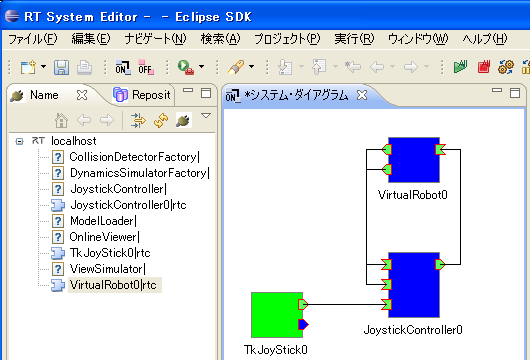 RT System Editor - - Eclipse SDK
ファイル(F) 編集(E) ナビゲート(N) 検索(A) プロジェクト(P) 実行(R) ウィンドウ(W) ヘルプ(H)
ON OFF
Name Reposit
*システム・ダイアグラム
RT localhost
CollisionDetectorFactory|
DynamicsSimulatorFactory|
JoystickController|
JoystickController0|rtc
ModelLoader|
OnlineViewer|
TkJoyStick0|rtc
ViewSimulator|
VirtualRobot0|rtc
VirtualRobot0
JoystickController0
TkJoyStick0